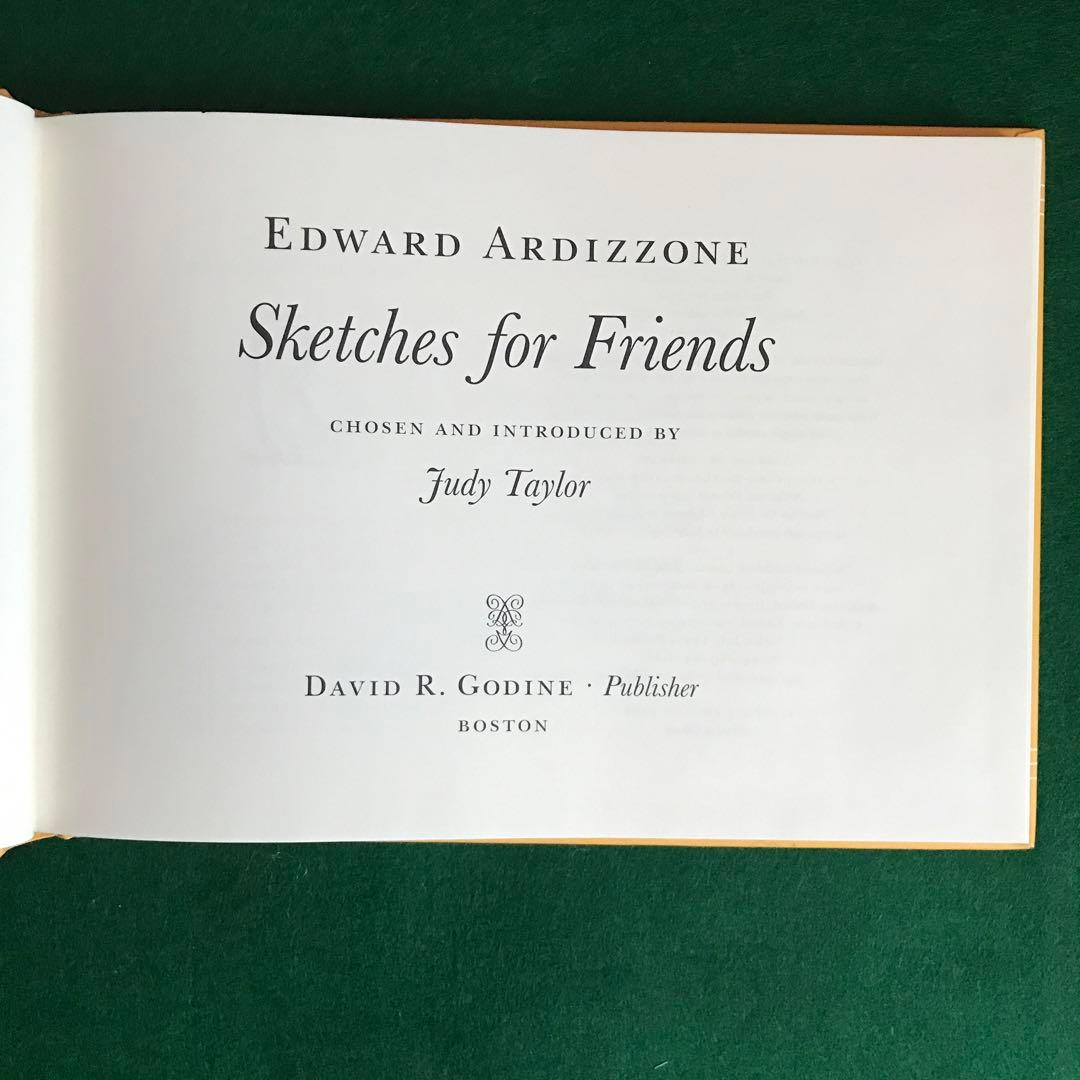 EDWARD ARDIZZONE
Sketches for Friends
CHOSEN AND INTRODUCED BY
Judy Taylor
DAVID R. GODINE · Publisher
BOSTON